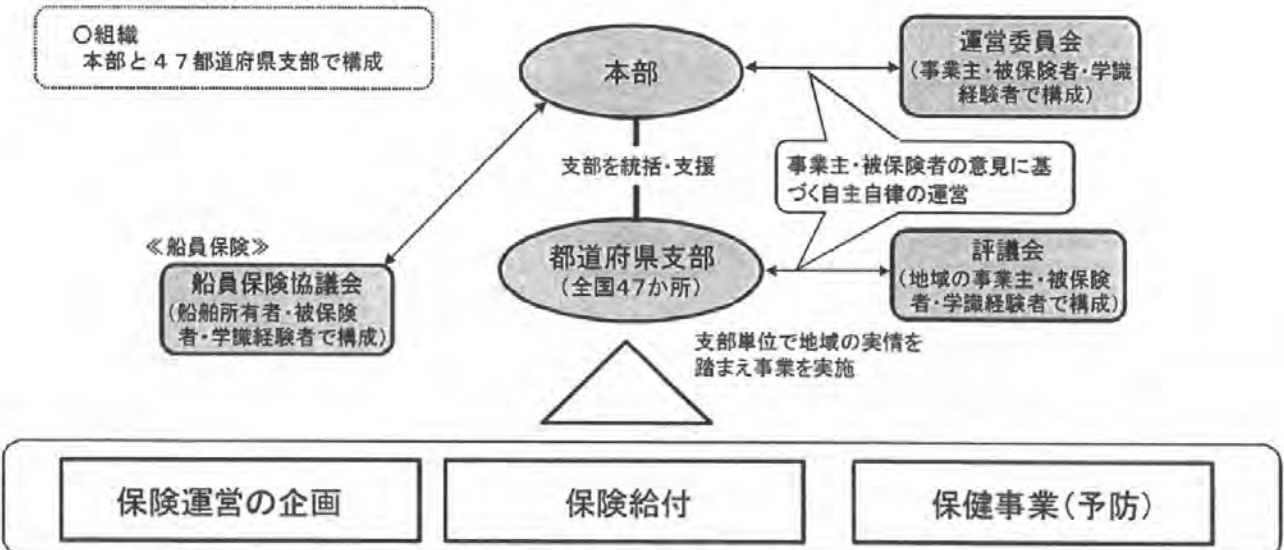 〇組織
本部と47都道府県支部で構成
本部
運営委員会
(事業主・被保険者・学識
経験者で構成)
支部を統括・支援
事業主・被保険者の意見に基
づく自主自律の運営
≪船員保険≫
船員保険協議会
(船舶所有者・被保険
者・学識経験者で構成)
都道府県支部
(全国47か所)
評議会
(地域の事業主・被保険
者・学識経験者で構成)
支部単位で地域の実情を
踏まえ事業を実施
保険運営の企画
保険給付
保健事業(予防)